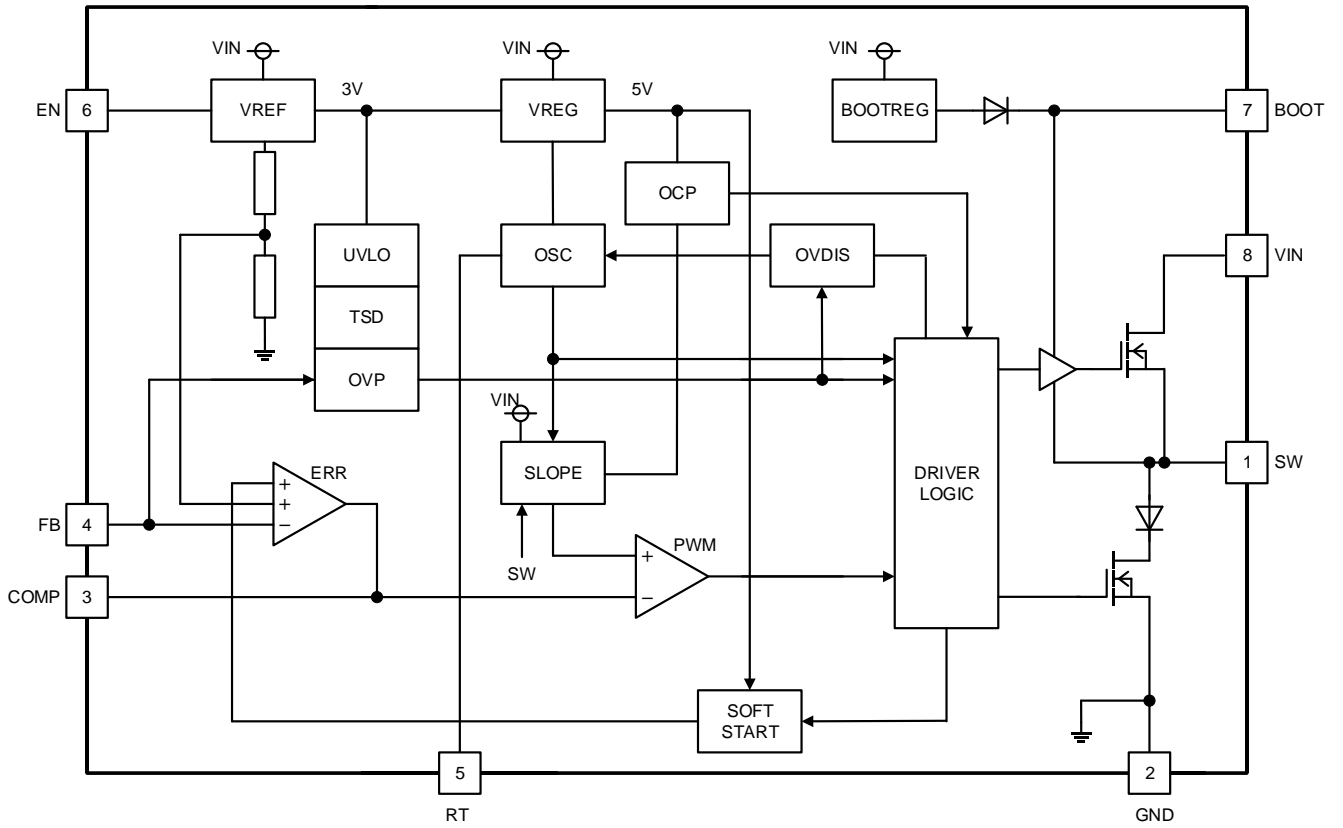 VIN
VIN
VIN
EN
6
VREF
3V
VREG
5V
BOOTREG
7
BOOT
OCP
UVLO
OSC
OVDIS
8
VIN
TSD
OVP
VIN
SLOPE
DRIVER
LOGIC
1
SW
ERR
+
+
−
FB
4
SW
PWM
+
−
COMP
3
SOFT
START
5
RT
2
GND